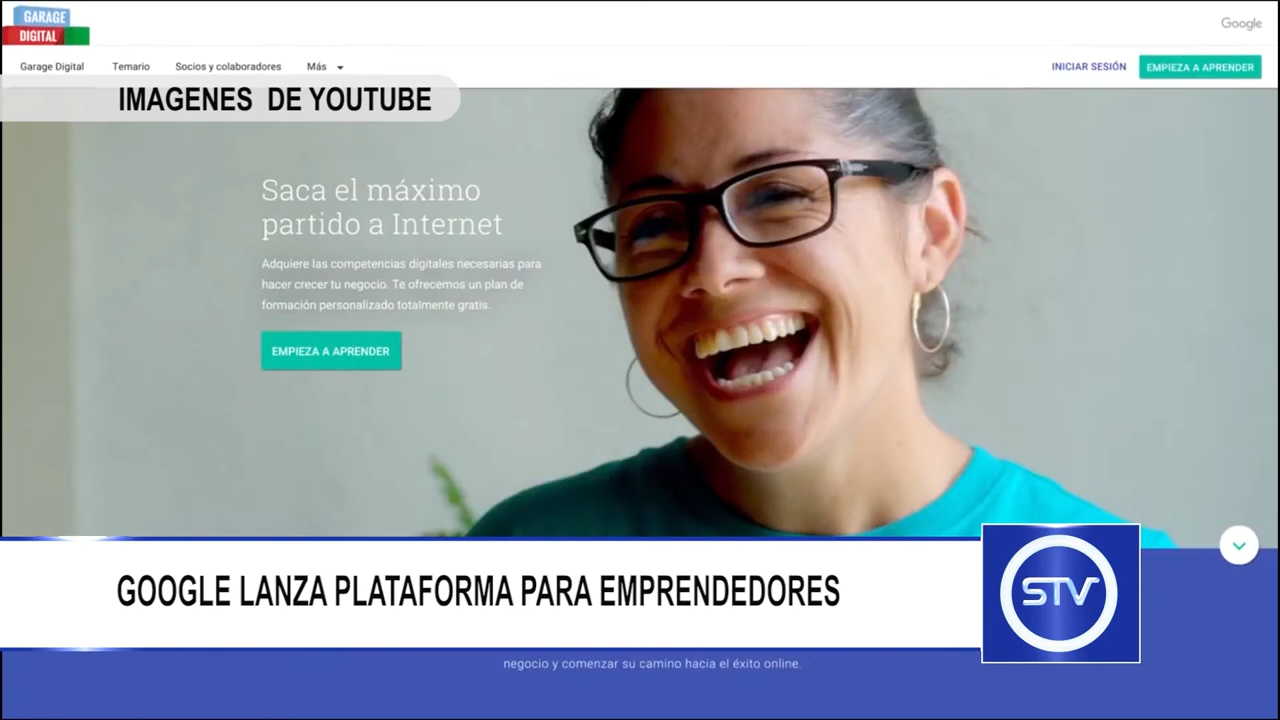 GARAGE
DIGITAL
Google
Garage Digital Temario Socios y colaboradores Más INICIAR SESIÓN EMPIEZA A APRENDER
IMAGENES DE YOUTUBE
Saca el máximo
partido a Internet
Adquiere las competencias digitales necesarias para
hacer crecer tu negocio. Te ofrecemos un plan de
formación personalizado totalmente gratis.
EMPIEZA A APRENDER
GOOGLE LANZA PLATAFORMA PARA EMPRENDEDORES
STV
negocio y comenzar su camino hacia el éxito online.